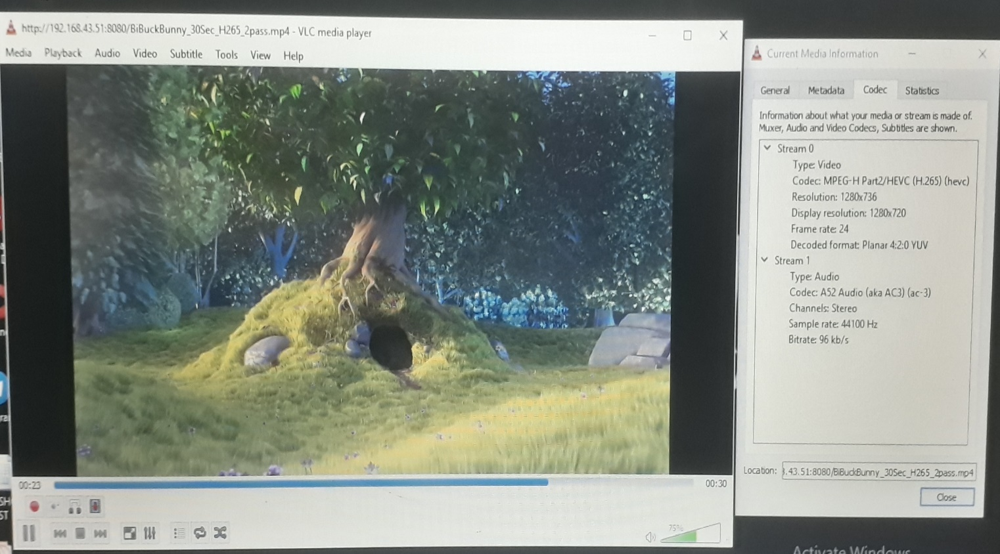 http://192.168.43.51:8080/BiBuckBunny_30Sec_H265_2pass.mp4 - VLC media player
Media Playback Audio Video Subtitle Tools View Help
00:23
00:30
75%
Current Media Information
General Metadata Codec Statistics
Information about what your media or stream is made of.
Muxer, Audio and Video Codecs, Subtitles are shown.
Stream 0
Type: Video
Codec: MPEG-H Part2/HEVC (H.265) (hevc)
Resolution: 1280x736
Display resolution: 1280x720
Frame rate: 24
Decoded format: Planar 4:2:0 YUV
Stream 1
Type: Audio
Codec: A52 Audio (aka AC3) (ac-3)
Channels: Stereo
Sample rate: 44100 Hz
Bitrate: 96 kb/s
Location: 3.43.51:8080/BiBuckBunny_30Sec_H265_2pass.mp4
Close
Activate Windows